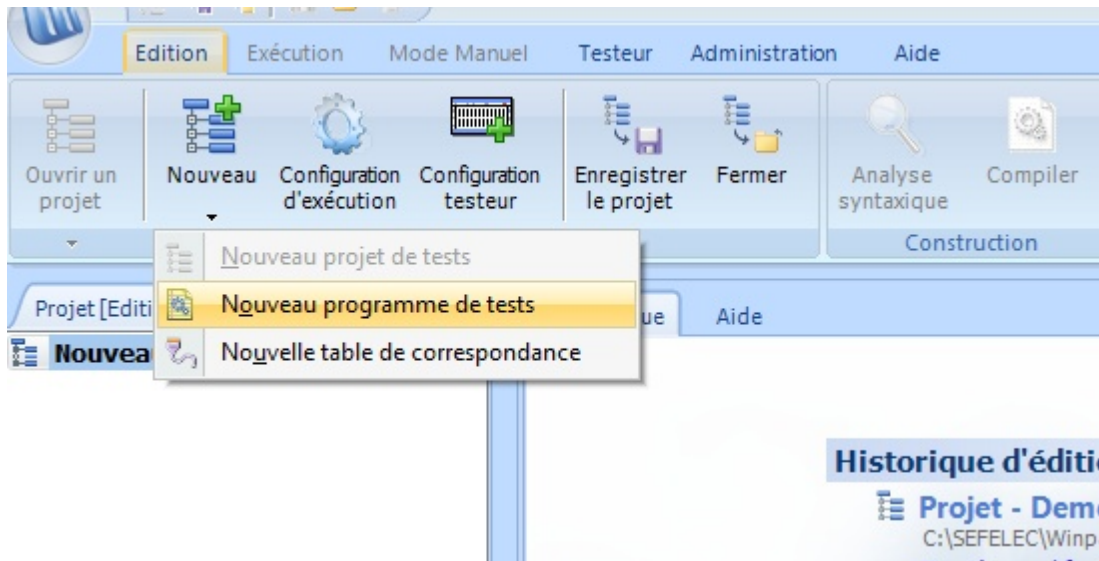 Edition Exécution Mode Manuel Testeur Administration Aide
Ouvrir un projet
Nouveau
Configuration d'exécution
Configuration testeur
Enregistrer le projet
Fermer
Analyse syntaxique
Compiler
Construction
Nouveau projet de tests
Nouveau programme de tests
Nouvelle table de correspondance
Projet [Editi
ue
Aide
Nouvea
Historique d'éditi
Projet - Dem
C:\SEFELEC\Winp